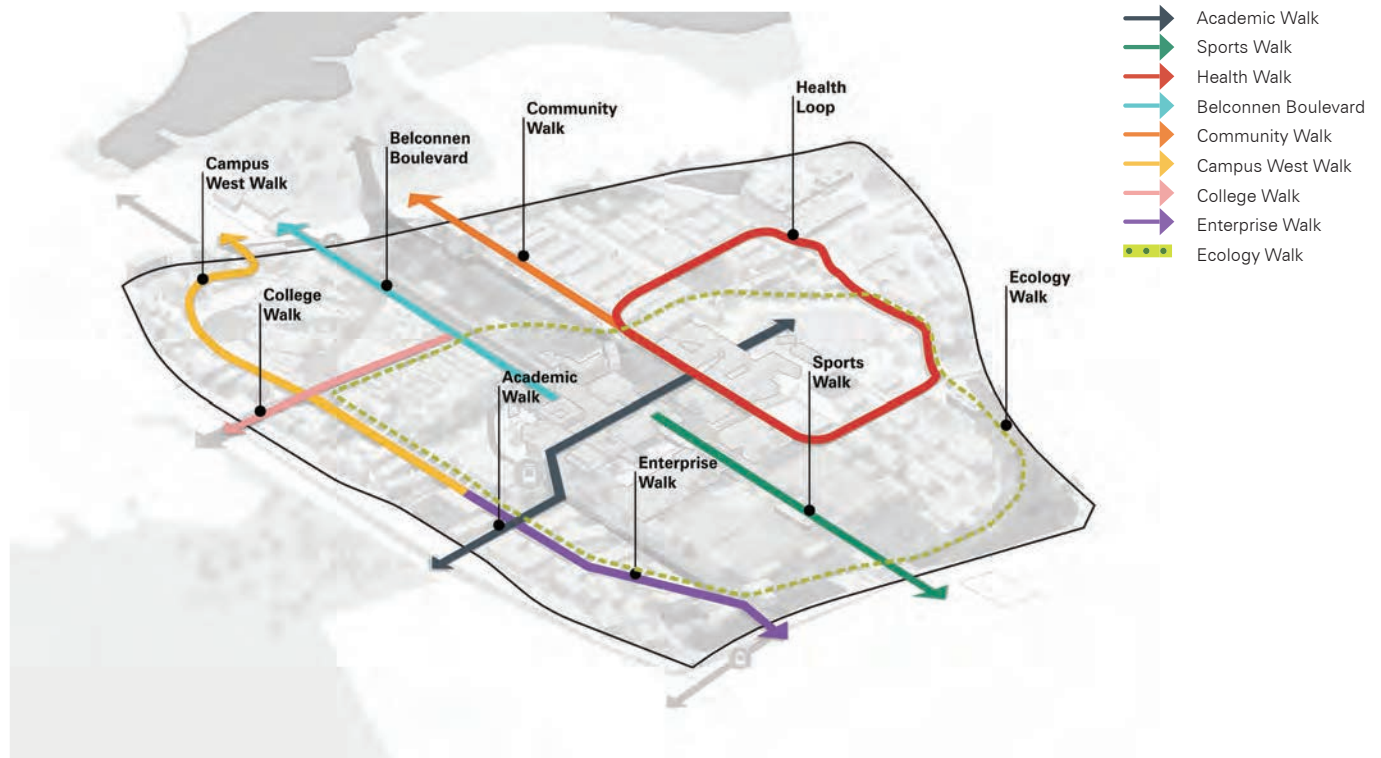 Academic Walk
Sports Walk
Health Walk
Belconnen Boulevard
Community Walk
Campus West Walk
College Walk
Enterprise Walk
Ecology Walk
Health
Loop
Community
Walk
Belconnen
Boulevard
Campus
West Walk
College
Walk
Ecology
Walk
Sports
Walk
Academic
Walk
Enterprise
Walk